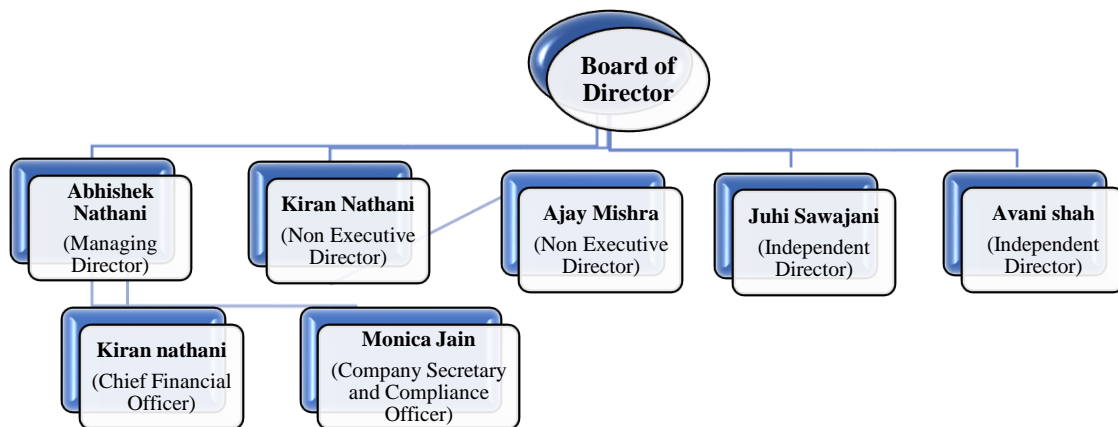 Board of
Director
Abhishek
Nathani
(Managing
Director)
Kiran Nathani
(Non Executive
Director)
Ajay Mishra
(Non Executive
Director)
Juhi Sawajani
(Independent
Director)
Avani shah
(Independent
Director)
Kiran nathani
(Chief Financial
Officer)
Monica Jain
(Company Secretary
and Compliance
Officer)